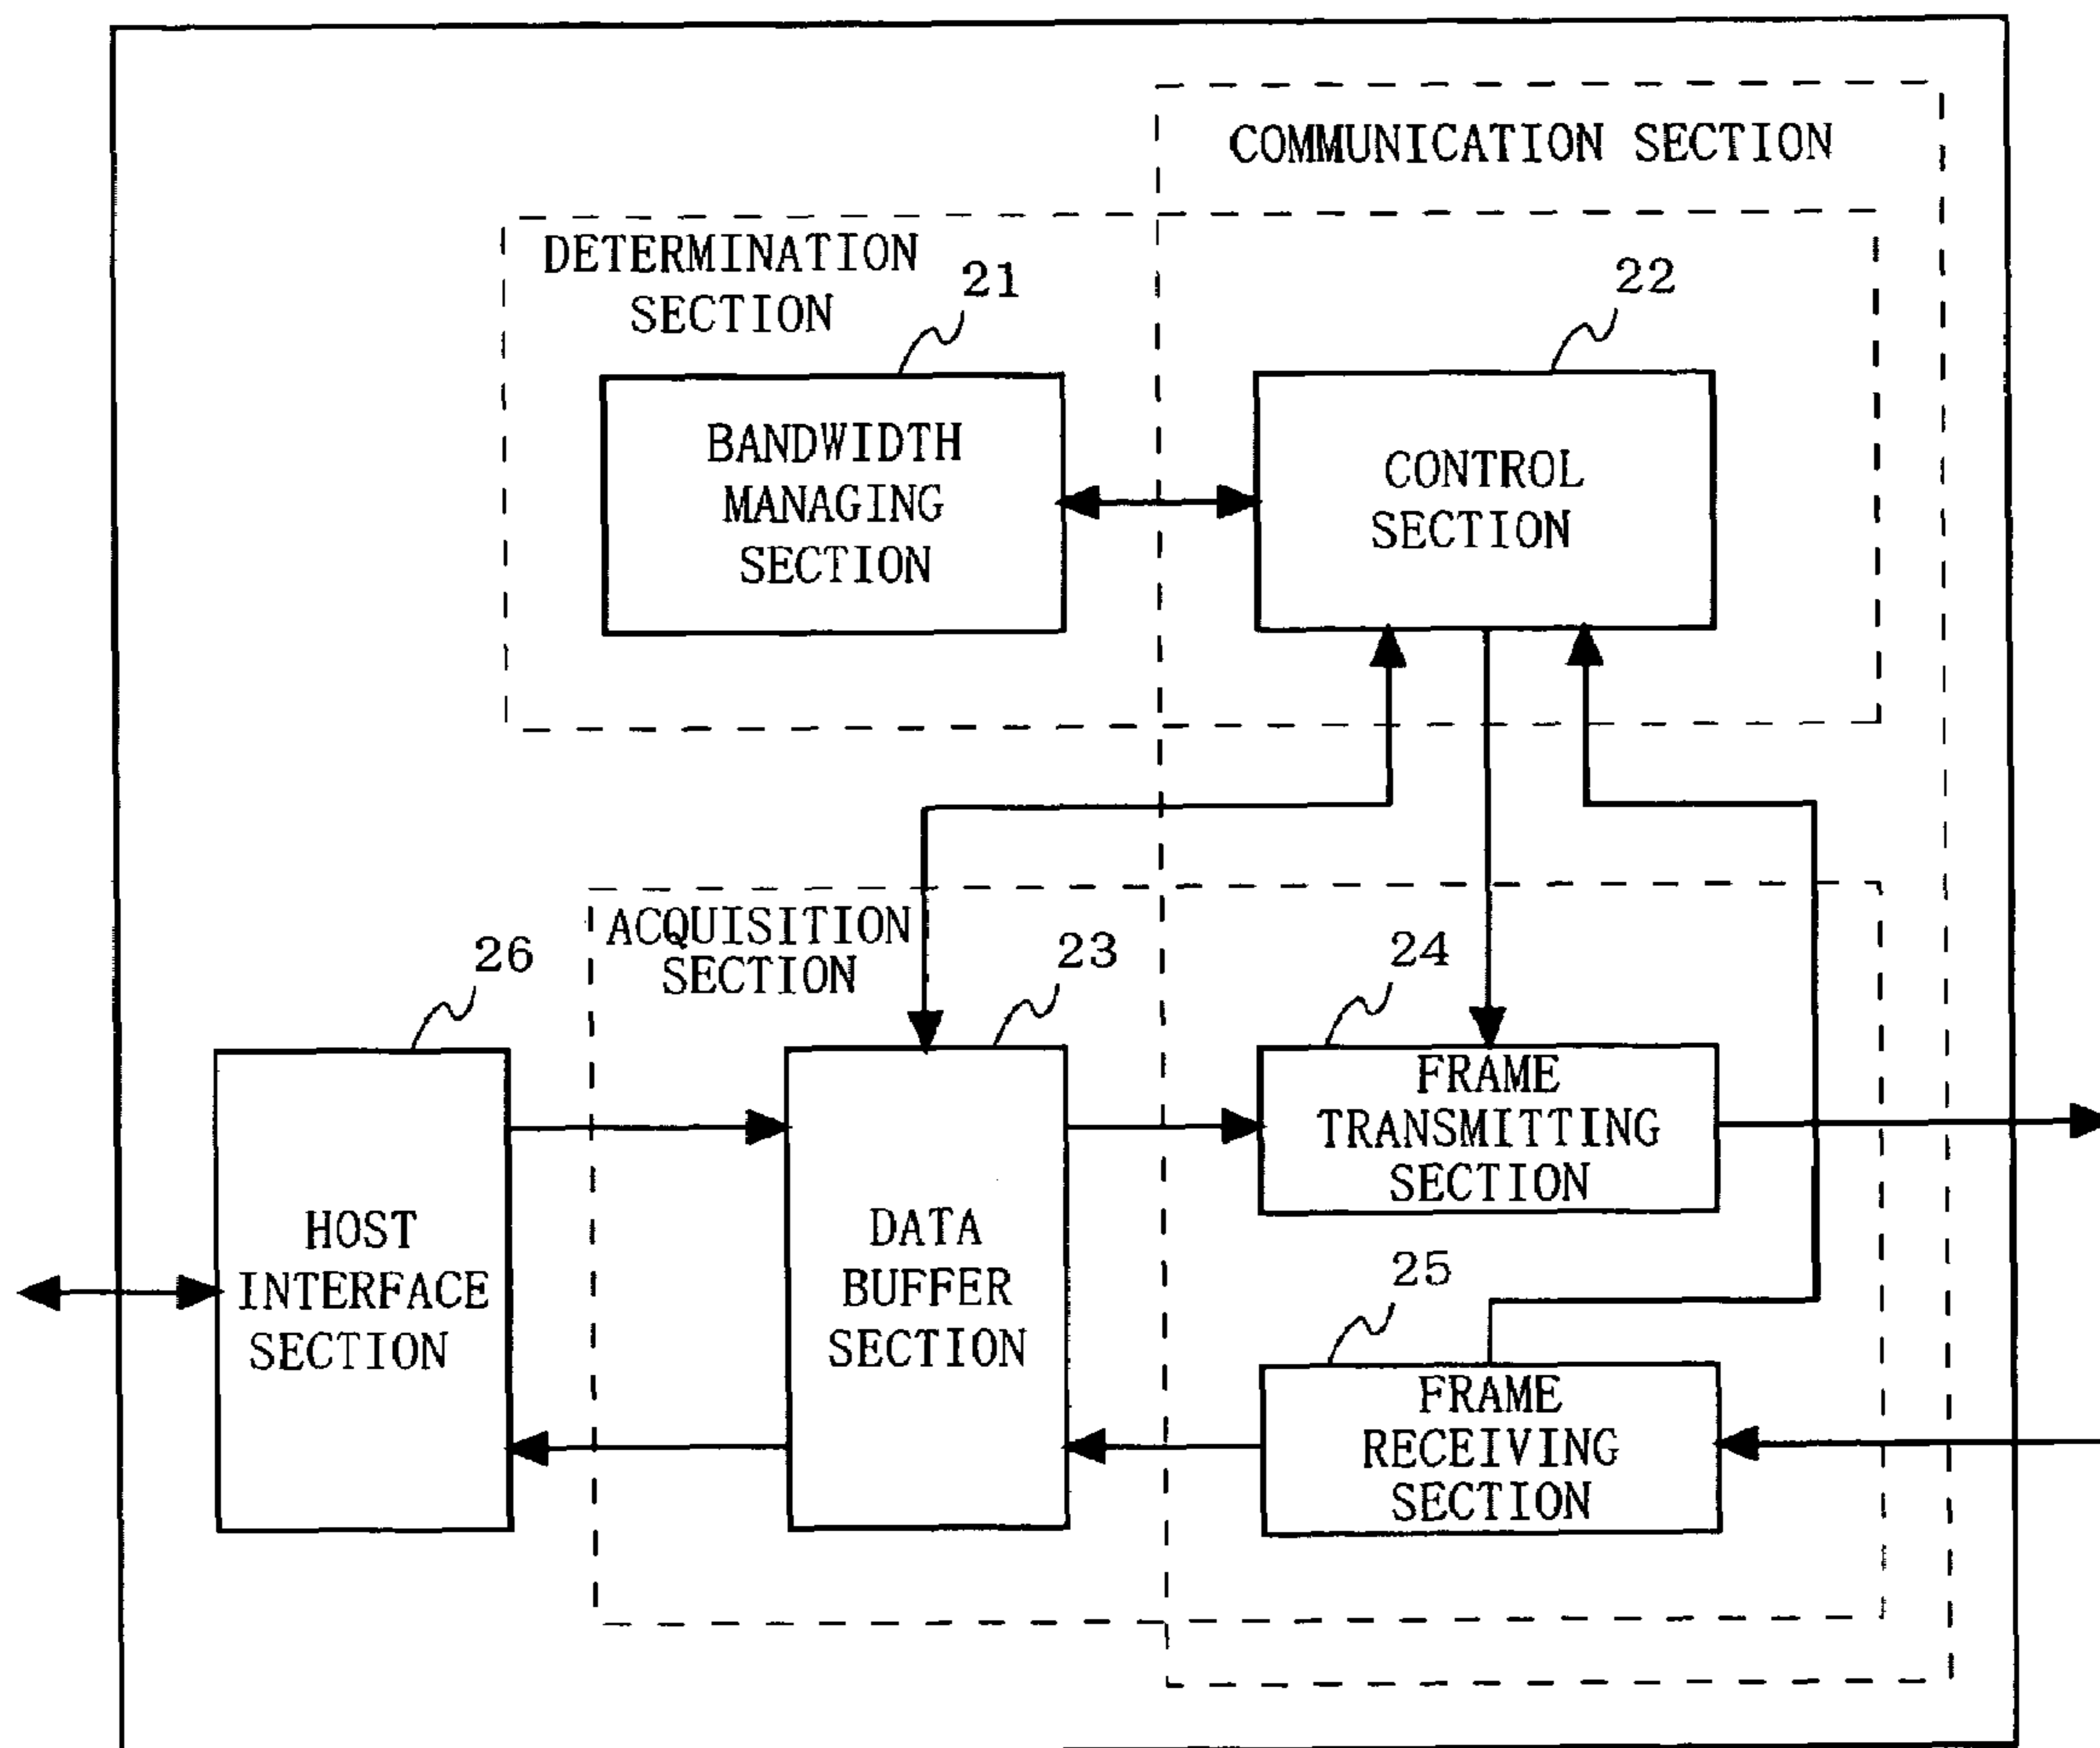 COMMUNICATION SECTION
DETERMINATION
SECTION
21
22
BANDWIDTH
MANAGING
SECTION
CONTROL
SECTION
ACQUISITION
SECTION
26
23
24
FRAME
TRANSMITTING
SECTION
HOST
INTERFACE
SECTION
DATA
BUFFER
SECTION
25
FRAME
RECEIVING
SECTION